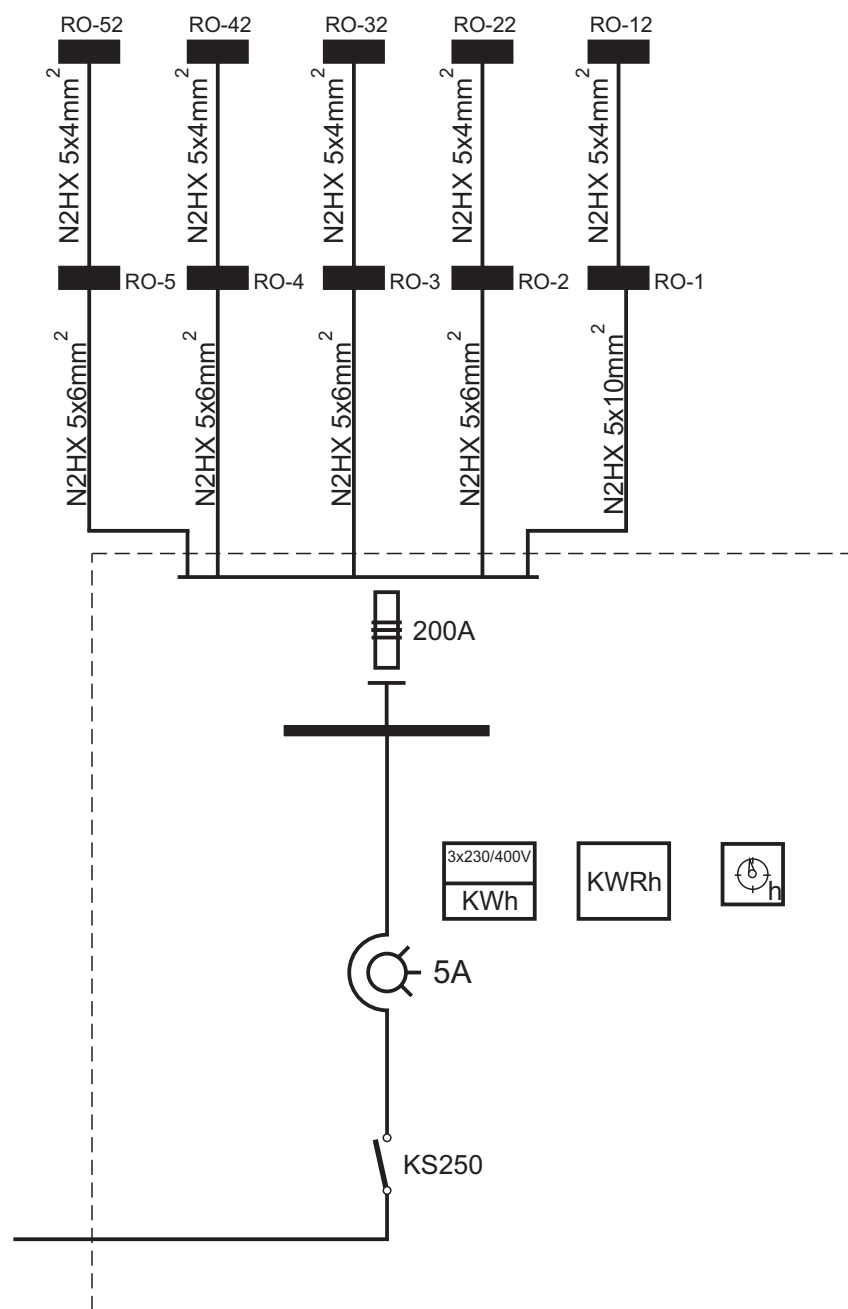 RO-52
RO-42
RO-32
RO-22
RO-12
N2HX 5x4mm²
N2HX 5x4mm²
N2HX 5x4mm²
N2HX 5x4mm²
N2HX 5x4mm²
RO-5
RO-4
RO-3
RO-2
RO-1
N2HX 5x6mm²
N2HX 5x6mm²
N2HX 5x6mm²
N2HX 5x6mm²
N2HX 5x10mm²
200A
3x230/400V
KWh
KWRh
h
5A
KS250